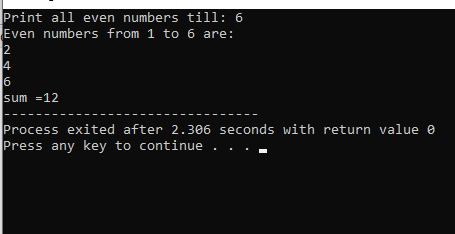 Print all even numbers till: 6
Even numbers from 1 to 6 are:
2
4
6
sum =12
--------------------------------
Process exited after 2.306 seconds with return value 0
Press any key to continue . . .